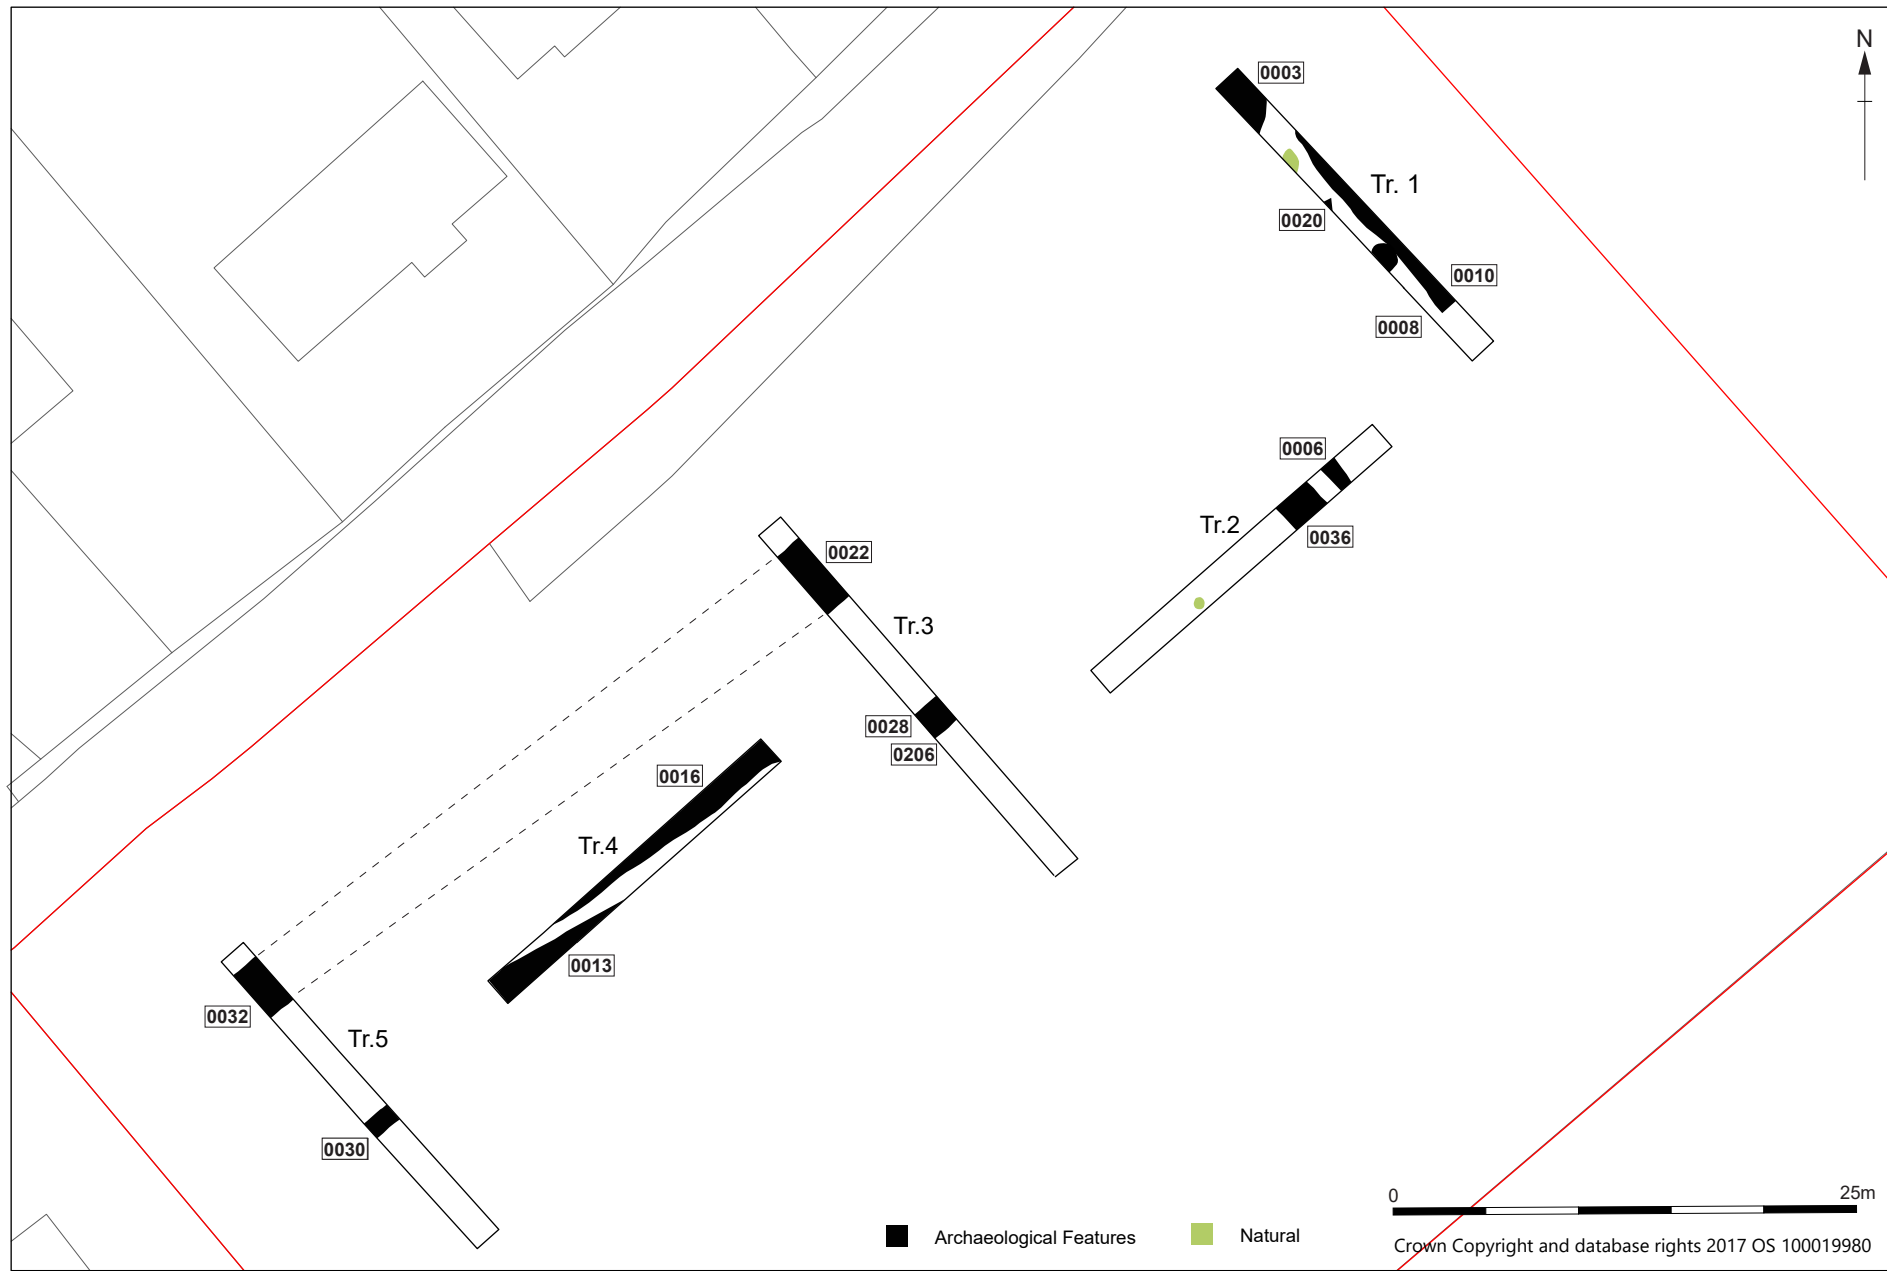 N
0003
Tr. 1
0020
0010
0008
0006
Tr.2
0036
0022
Tr.3
0028
0206
0016
Tr.4
0013
0032
Tr.5
0030
0 25m
Archaeological Features
Natural
Crown Copyright and database rights 2017 OS 100019980